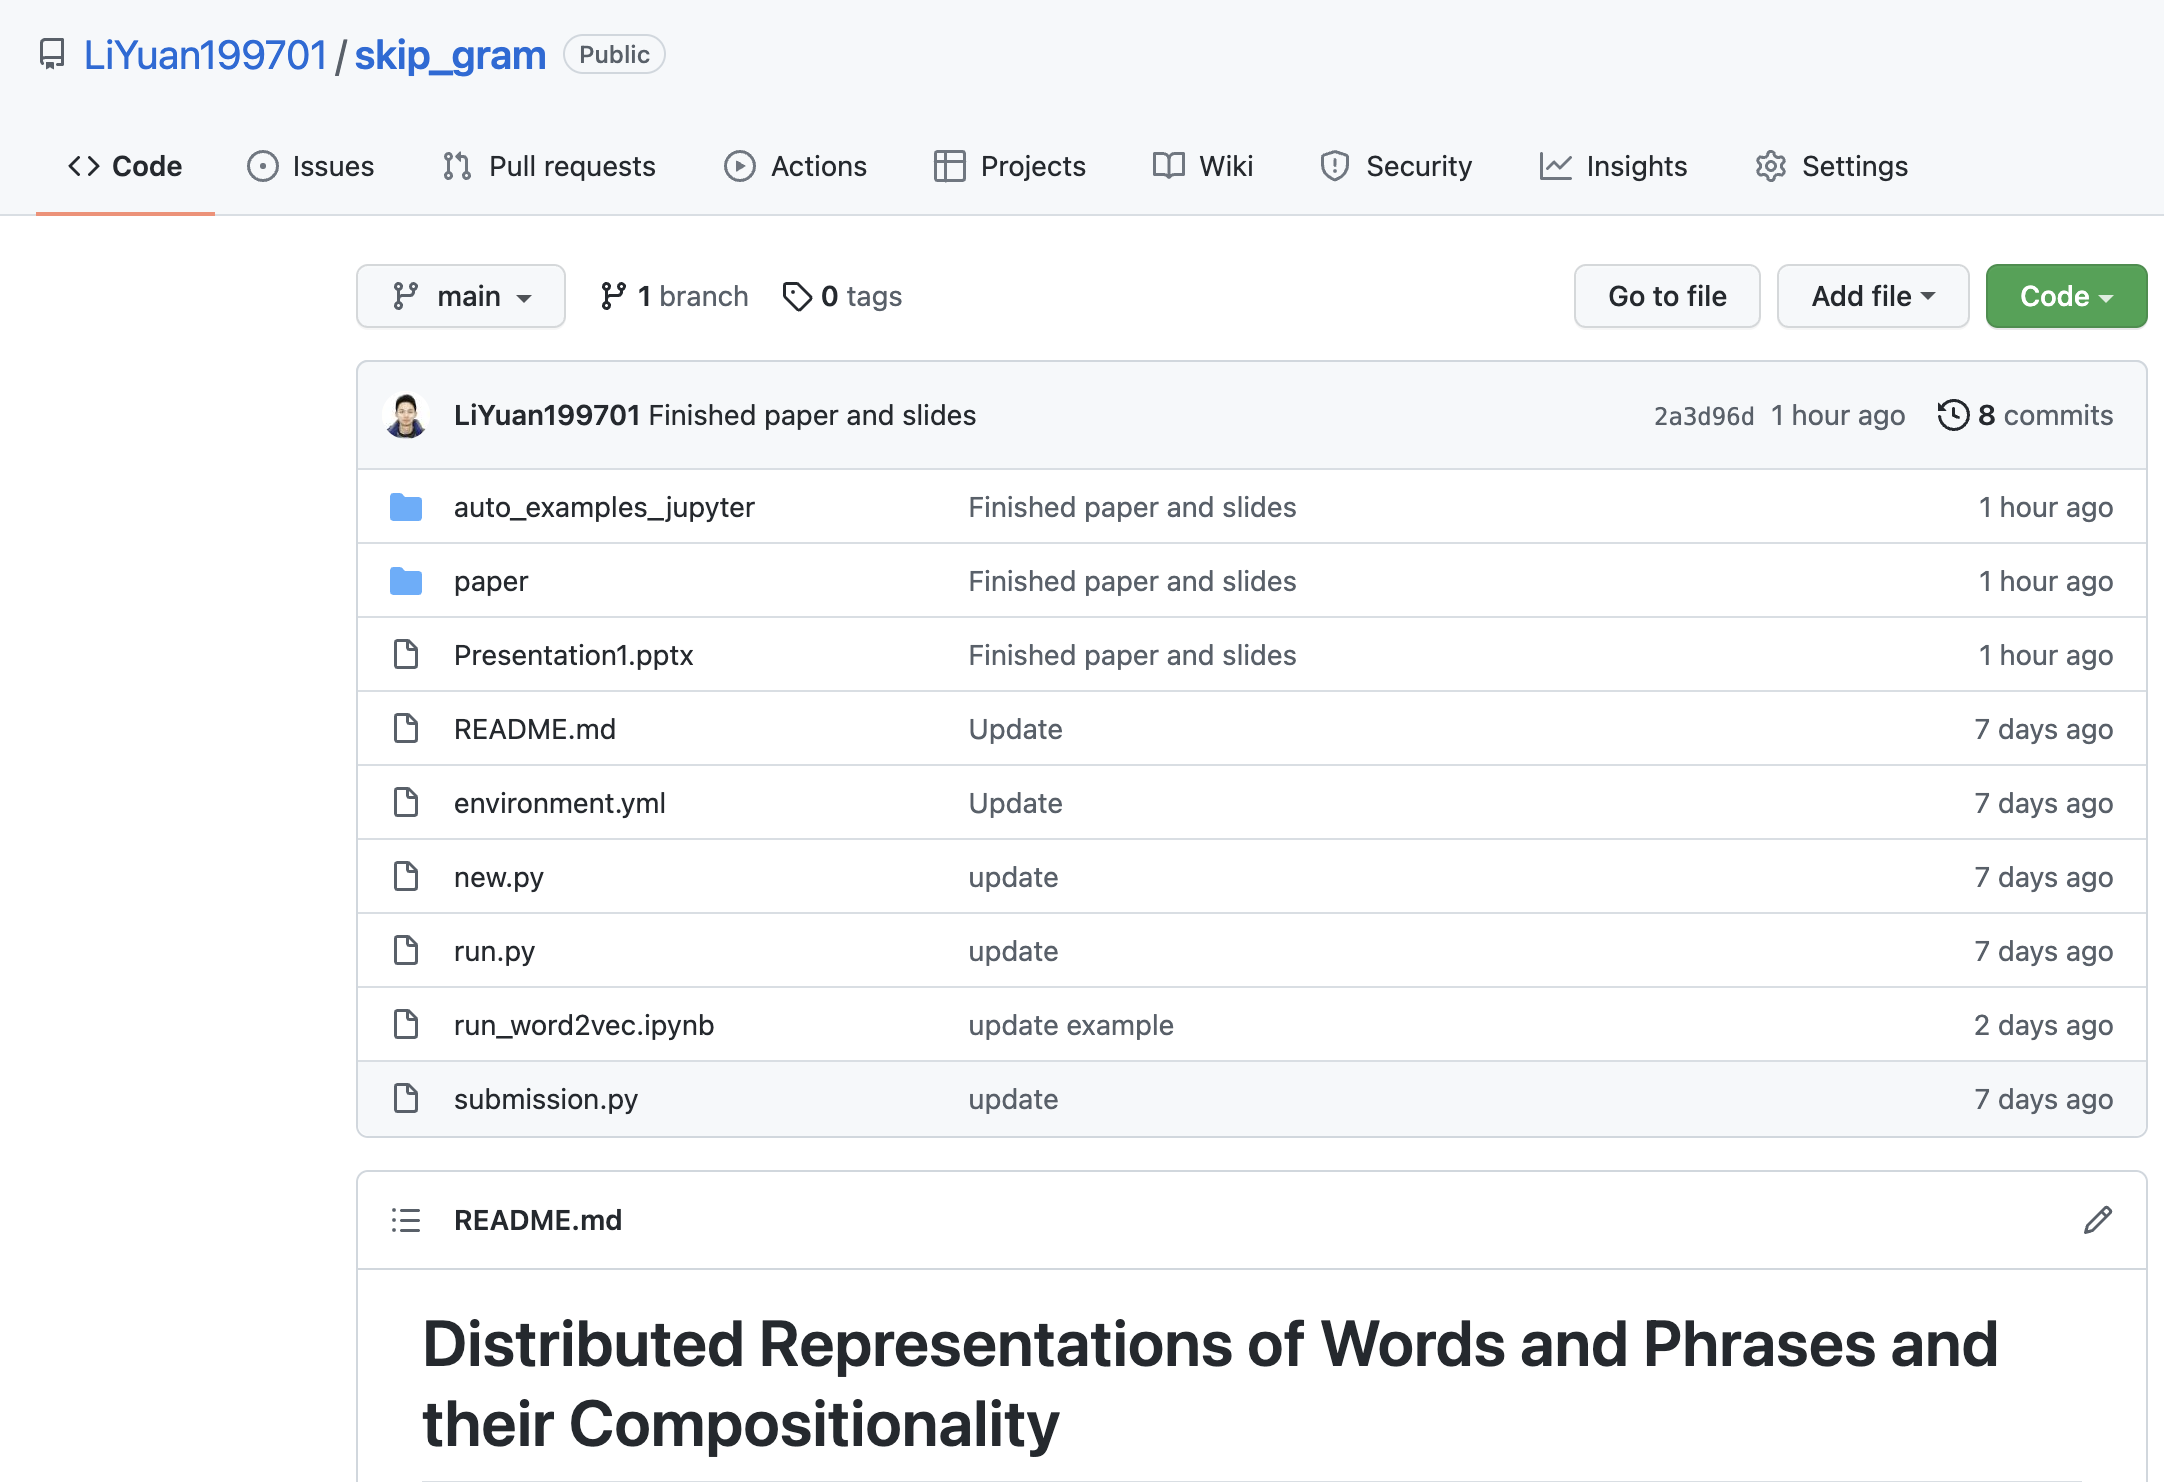 LiYuan199701 / skip_gram Public
Code Issues Pull requests Actions Projects Wiki Security Insights Settings
main 1 branch 0 tags Go to file Add file Code
LiYuan199701 Finished paper and slides 2a3d96d 1 hour ago 8 commits
auto_examples_jupyter Finished paper and slides 1 hour ago
paper Finished paper and slides 1 hour ago
Presentation1.pptx Finished paper and slides 1 hour ago
README.md Update 7 days ago
environment.yml Update 7 days ago
new.py update 7 days ago
run.py update 7 days ago
run_word2vec.ipynb update example 2 days ago
submission.py update 7 days ago
README.md
Distributed Representations of Words and Phrases and
their Compositionality